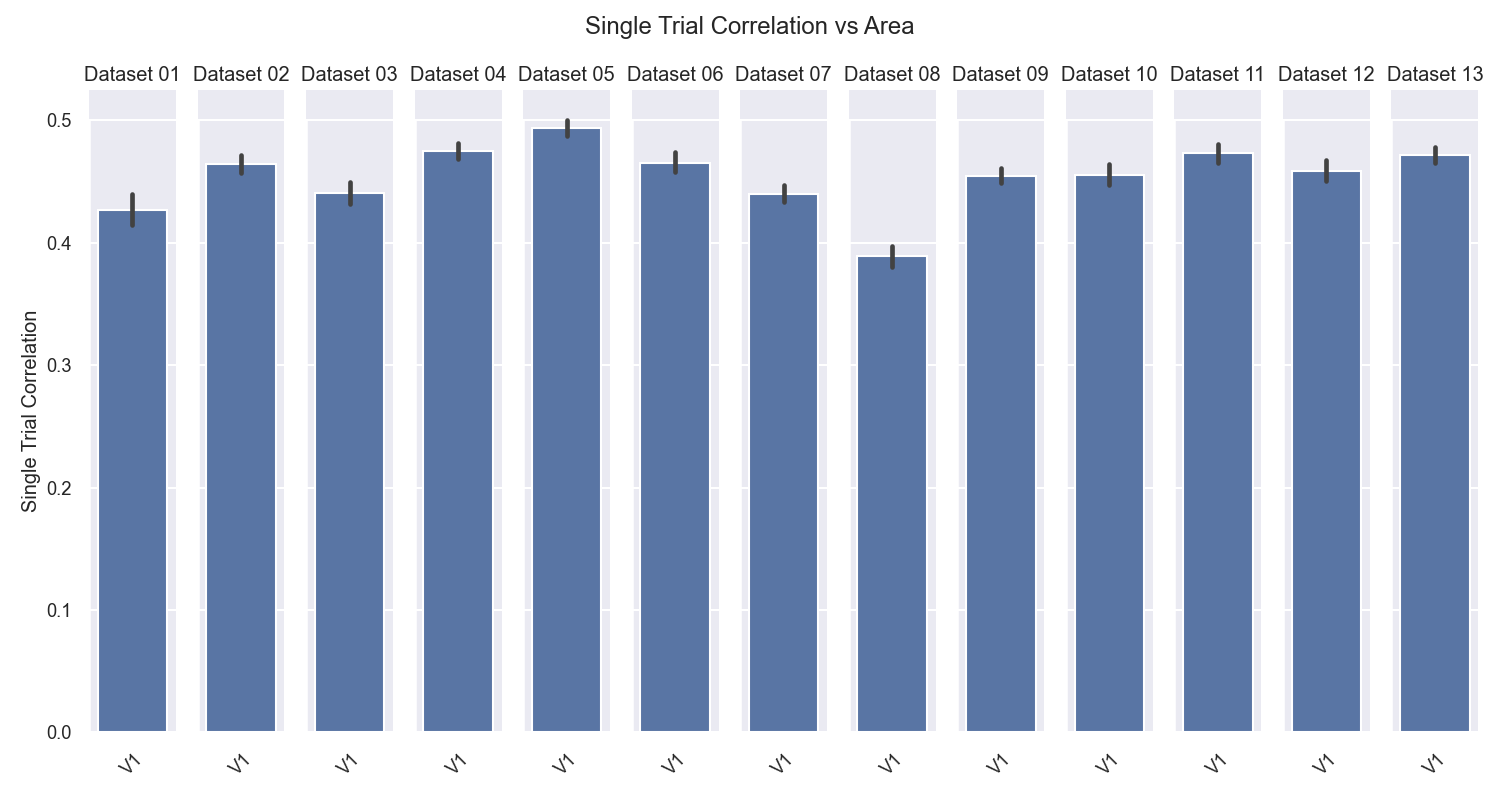 Single Trial Correlation vs Area
Dataset 01 Dataset 02 Dataset 03 Dataset 04 Dataset 05 Dataset 06 Dataset 07 Dataset 08 Dataset 09 Dataset 10 Dataset 11 Dataset 12 Dataset 13
Single Trial Correlation
0.5
0.4
0.3
0.2
0.1
0.0
V1 V1 V1 V1 V1 V1 V1 V1 V1 V1 V1 V1 V1